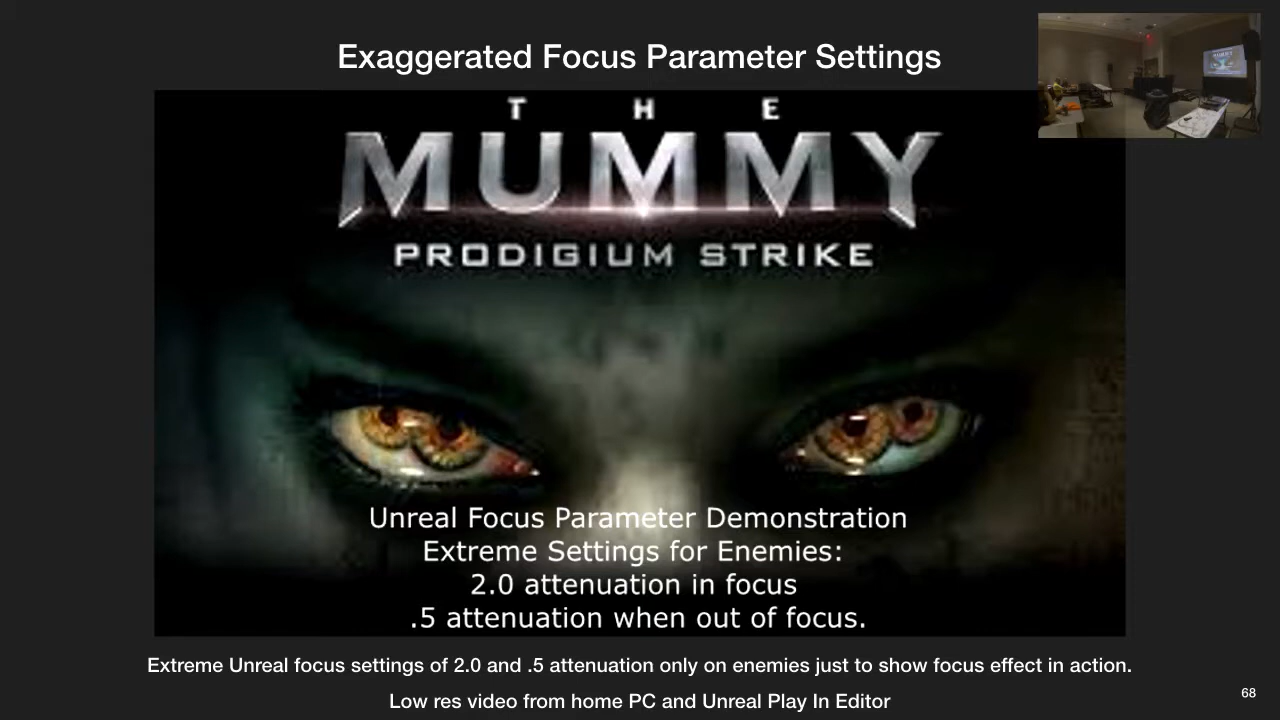 Exaggerated Focus Parameter Settings
THE
MUMMY
PRODIGIUM STRIKE
Unreal Focus Parameter Demonstration
Extreme Settings for Enemies:
2.0 attenuation in focus
.5 attenuation when out of focus.
Extreme Unreal focus settings of 2.0 and .5 attenuation only on enemies just to show focus effect in action.
Low res video from home PC and Unreal Play In Editor
68